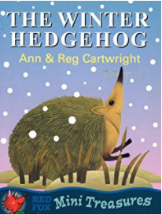 THE WINTER
HEDGEHOG
Ann & Reg Cartwright
RED FOX Mini Treasures